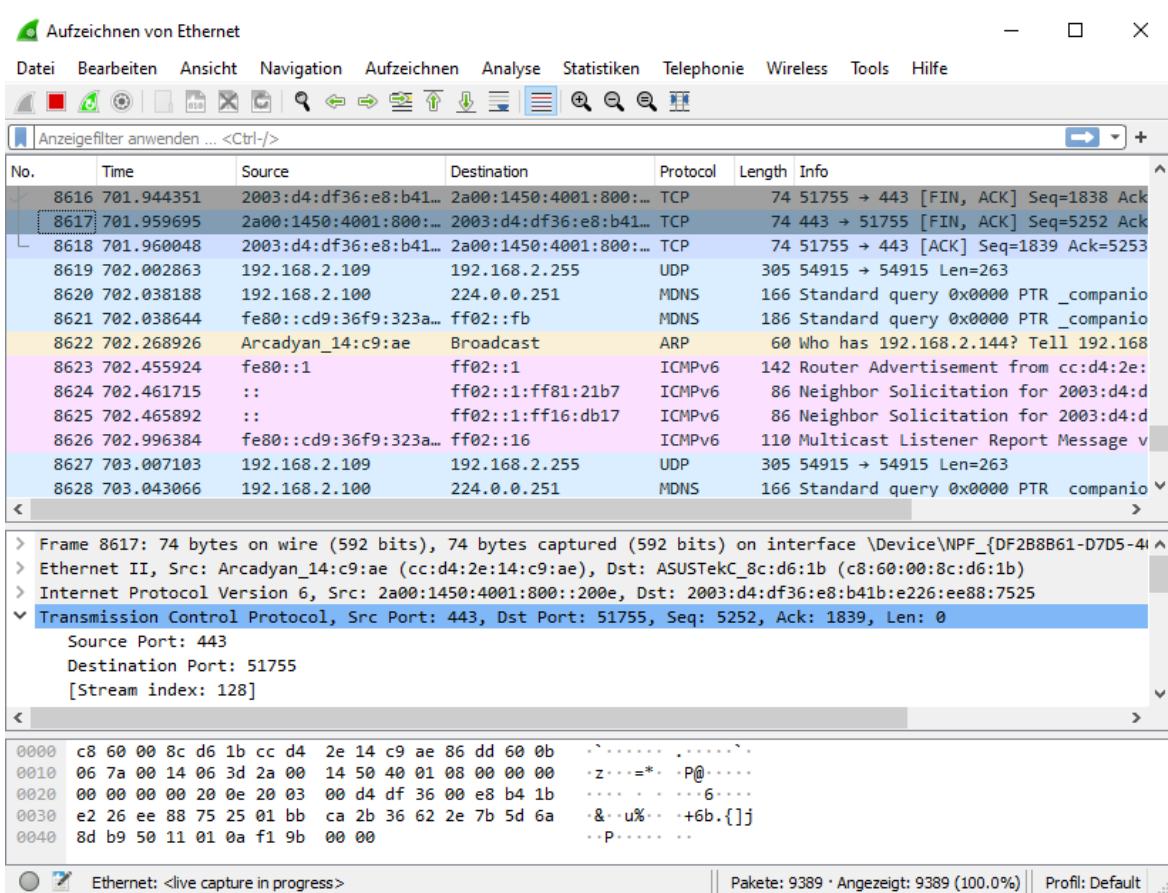 Aufzeichnen von Ethernet
Datei Bearbeiten Ansicht Navigation Aufzeichnen Analyse Statistiken Telephonie Wireless Tools Hilfe
Anzeigefilter anwenden ... <Ctrl-/>
No. Time Source Destination Protocol Length Info
8616 701.944351 2003:d4:df36:e8:b41… 2a00:1450:4001:800:… TCP 74 51755 → 443 [FIN, ACK] Seq=1838 Ack
8617 701.959695 2a00:1450:4001:800:… 2003:d4:df36:e8:b41… TCP 74 443 → 51755 [FIN, ACK] Seq=5252 Ack
8618 701.960048 2003:d4:df36:e8:b41… 2a00:1450:4001:800:… TCP 74 51755 → 443 [ACK] Seq=1839 Ack=5253
8619 702.002863 192.168.2.109 192.168.2.255 UDP 305 54915 → 54915 Len=263
8620 702.038188 192.168.2.100 224.0.0.251 MDNS 166 Standard query 0x0000 PTR _companio
8621 702.038644 fe80::cd9:36f9:323a… ff02::fb MDNS 186 Standard query 0x0000 PTR _companio
8622 702.268926 Arcadyan_14:c9:ae Broadcast ARP 60 Who has 192.168.2.144? Tell 192.168
8623 702.455924 fe80::1 ff02::1 ICMPv6 142 Router Advertisement from cc:d4:2e:
8624 702.461715 :: ff02::1:ff81:21b7 ICMPv6 86 Neighbor Solicitation for 2003:d4:d
8625 702.465892 :: ff02::1:ff16:db17 ICMPv6 86 Neighbor Solicitation for 2003:d4:d
8626 702.996384 fe80::cd9:36f9:323a… ff02::16 ICMPv6 110 Multicast Listener Report Message v
8627 703.007103 192.168.2.109 192.168.2.255 UDP 305 54915 → 54915 Len=263
8628 703.043066 192.168.2.100 224.0.0.251 MDNS 166 Standard query 0x0000 PTR companio
Frame 8617: 74 bytes on wire (592 bits), 74 bytes captured (592 bits) on interface \Device\NPF_{DF2B8B61-D7D5-4
Ethernet II, Src: Arcadyan_14:c9:ae (cc:d4:2e:14:c9:ae), Dst: ASUSTekC_8c:d6:1b (c8:60:00:8c:d6:1b)
Internet Protocol Version 6, Src: 2a00:1450:4001:800::200e, Dst: 2003:d4:df36:e8:b41b:e226:ee88:7525
Transmission Control Protocol, Src Port: 443, Dst Port: 51755, Seq: 5252, Ack: 1839, Len: 0
Source Port: 443
Destination Port: 51755
[Stream index: 128]
0000 c8 60 00 8c d6 1b cc d4 2e 14 c9 ae 86 dd 60 0b ·`······ .·····`·
0010 06 7a 00 14 06 3d 2a 00 14 50 40 01 08 00 00 00 ·z···=*· ·P@·····
0020 00 00 00 00 20 0e 20 03 00 d4 df 36 00 e8 b4 1b ···· · · ···6····
0030 e2 26 ee 88 75 25 01 bb ca 2b 36 62 2e 7b 5d 6a ·&··u%·· ·+6b.{]j
0040 8d b9 50 11 01 0a f1 9b 00 00 ··P····· ··
Ethernet: <live capture in progress>
Pakete: 9389 · Angezeigt: 9389 (100.0%)
Profil: Default